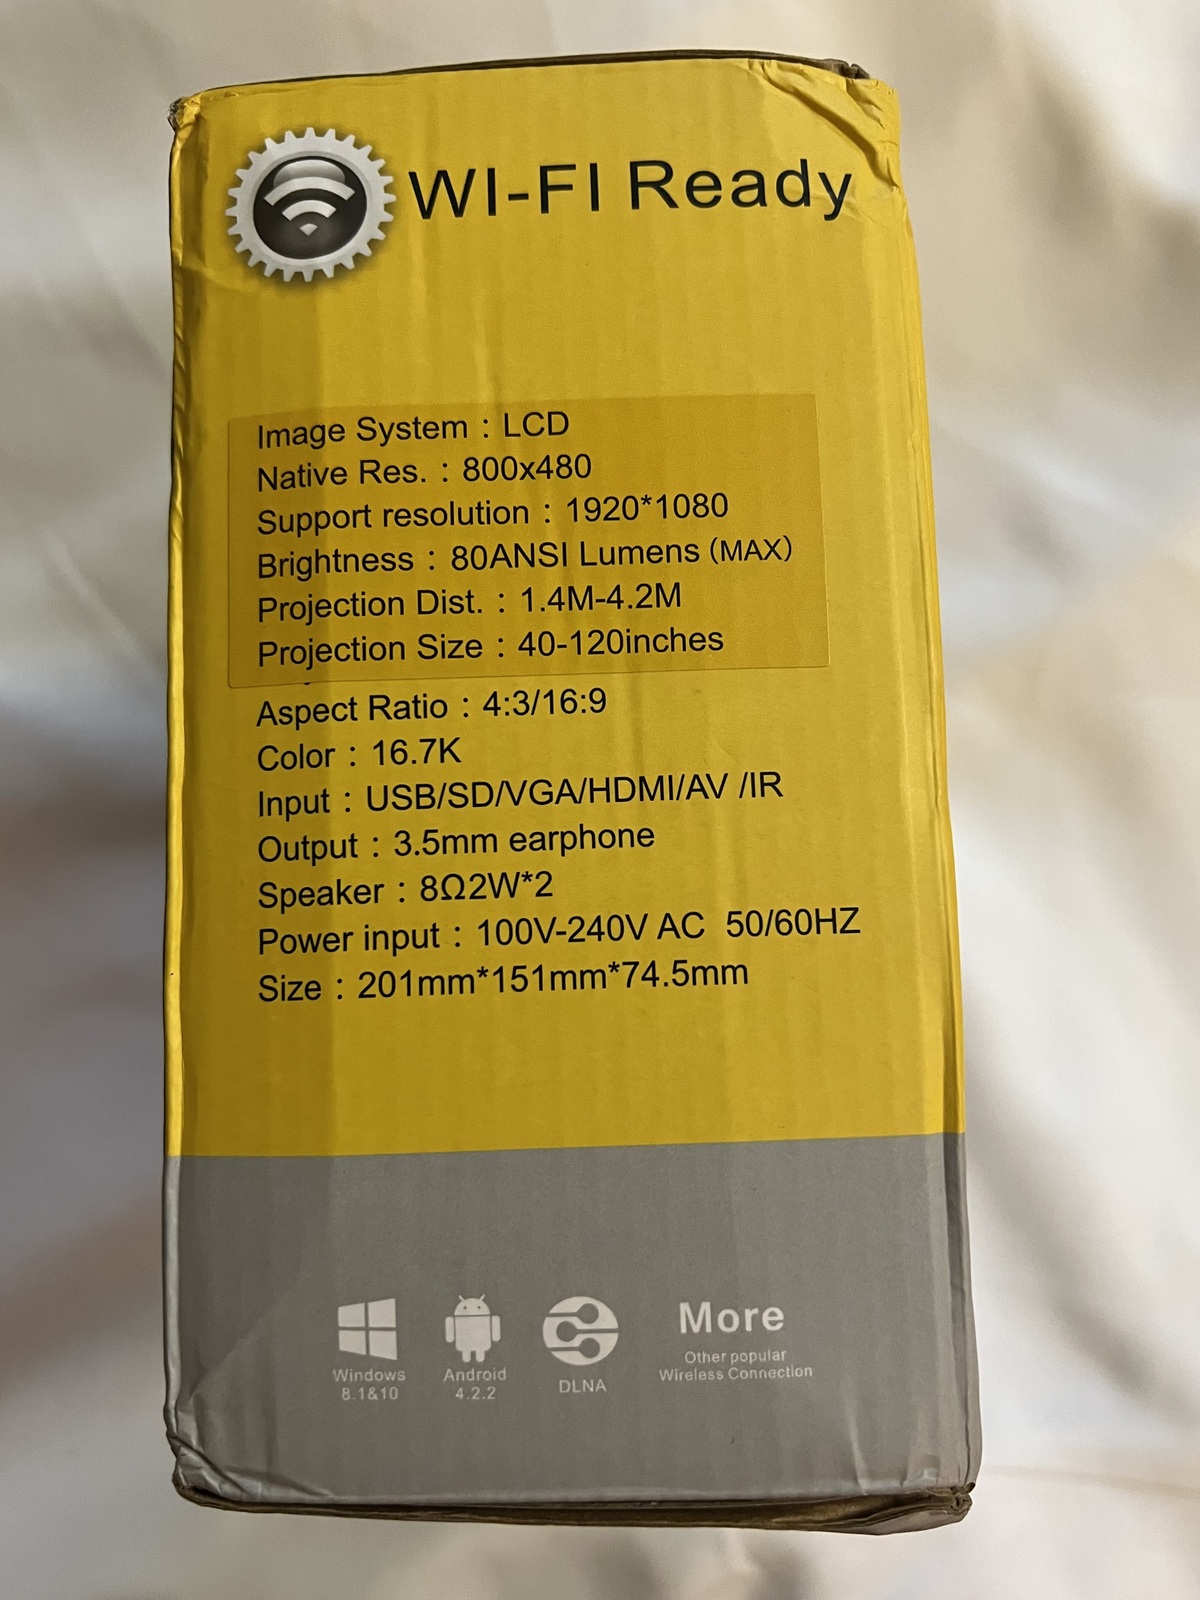 WI-FI Ready
Image System：LCD
Native Res.：800x480
Support resolution：1920*1080
Brightness：80ANSI Lumens（MAX）
Projection Dist.：1.4M-4.2M
Projection Size：40-120inches
Aspect Ratio：4:3/16:9
Color：16.7K
Input：USB/SD/VGA/HDMI/AV /IR
Output：3.5mm earphone
Speaker：8Ω2W*2
Power input：100V-240V AC  50/60HZ
Size：201mm*151mm*74.5mm
Windows
8.1&10
Android
4.2.2
DLNA
More
Other popular
Wireless Connection